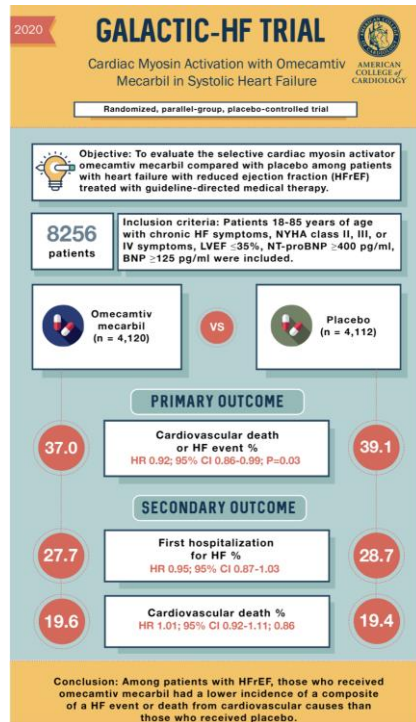 2020
GALACTIC-HF TRIAL
Cardiac Myosin Activation with Omecamtiv
Mecarbil in Systolic Heart Failure
AMERICAN
COLLEGE of
CARDIOLOGY
Randomized, parallel-group, placebo-controlled trial
Objective: To evaluate the selective cardiac myosin activator
omecamtiv mecarbil compared with placebo among patients
with heart failure with reduced ejection fraction (HFrEF)
treated with guideline-directed medical therapy.
8256
patients
Inclusion criteria: Patients 18-85 years of age
with chronic HF symptoms, NYHA class II, III, or
IV symptoms, LVEF ≤35%, NT-proBNP ≥400 pg/ml,
BNP ≥125 pg/ml were included.
Omecamtiv
mecarbil
(n = 4,120)
VS
Placebo
(n = 4,112)
PRIMARY OUTCOME
37.0
Cardiovascular death
or HF event %
HR 0.92; 95% CI 0.86-0.99; P=0.03
39.1
SECONDARY OUTCOME
27.7
First hospitalization
for HF %
HR 0.95; 95% CI 0.87-1.03
28.7
19.6
Cardiovascular death %
HR 1.01; 95% CI 0.92-1.11; 0.86
19.4
Conclusion: Among patients with HFrEF, those who received
omecamtiv mecarbil had a lower incidence of a composite
of a HF event or death from cardiovascular causes than
those who received placebo.